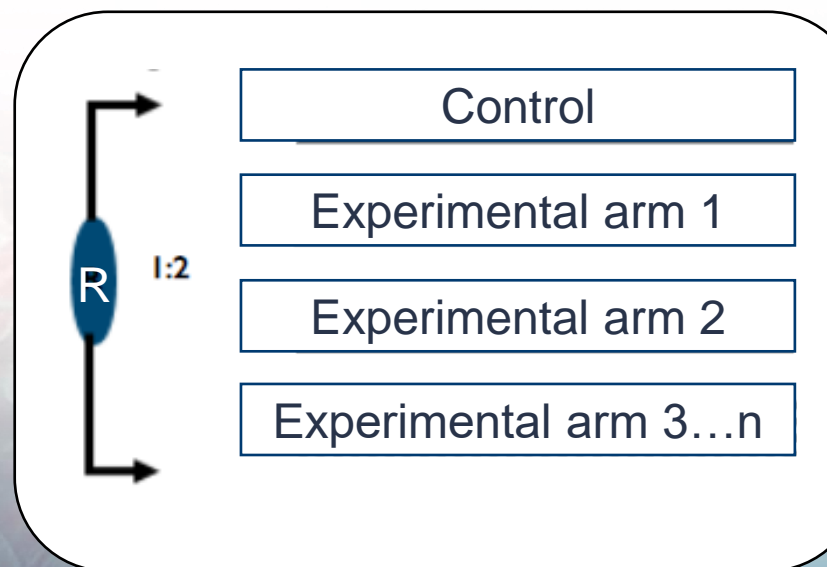 Control
Experimental arm 1
R
1:2
Experimental arm 2
Experimental arm 3…n